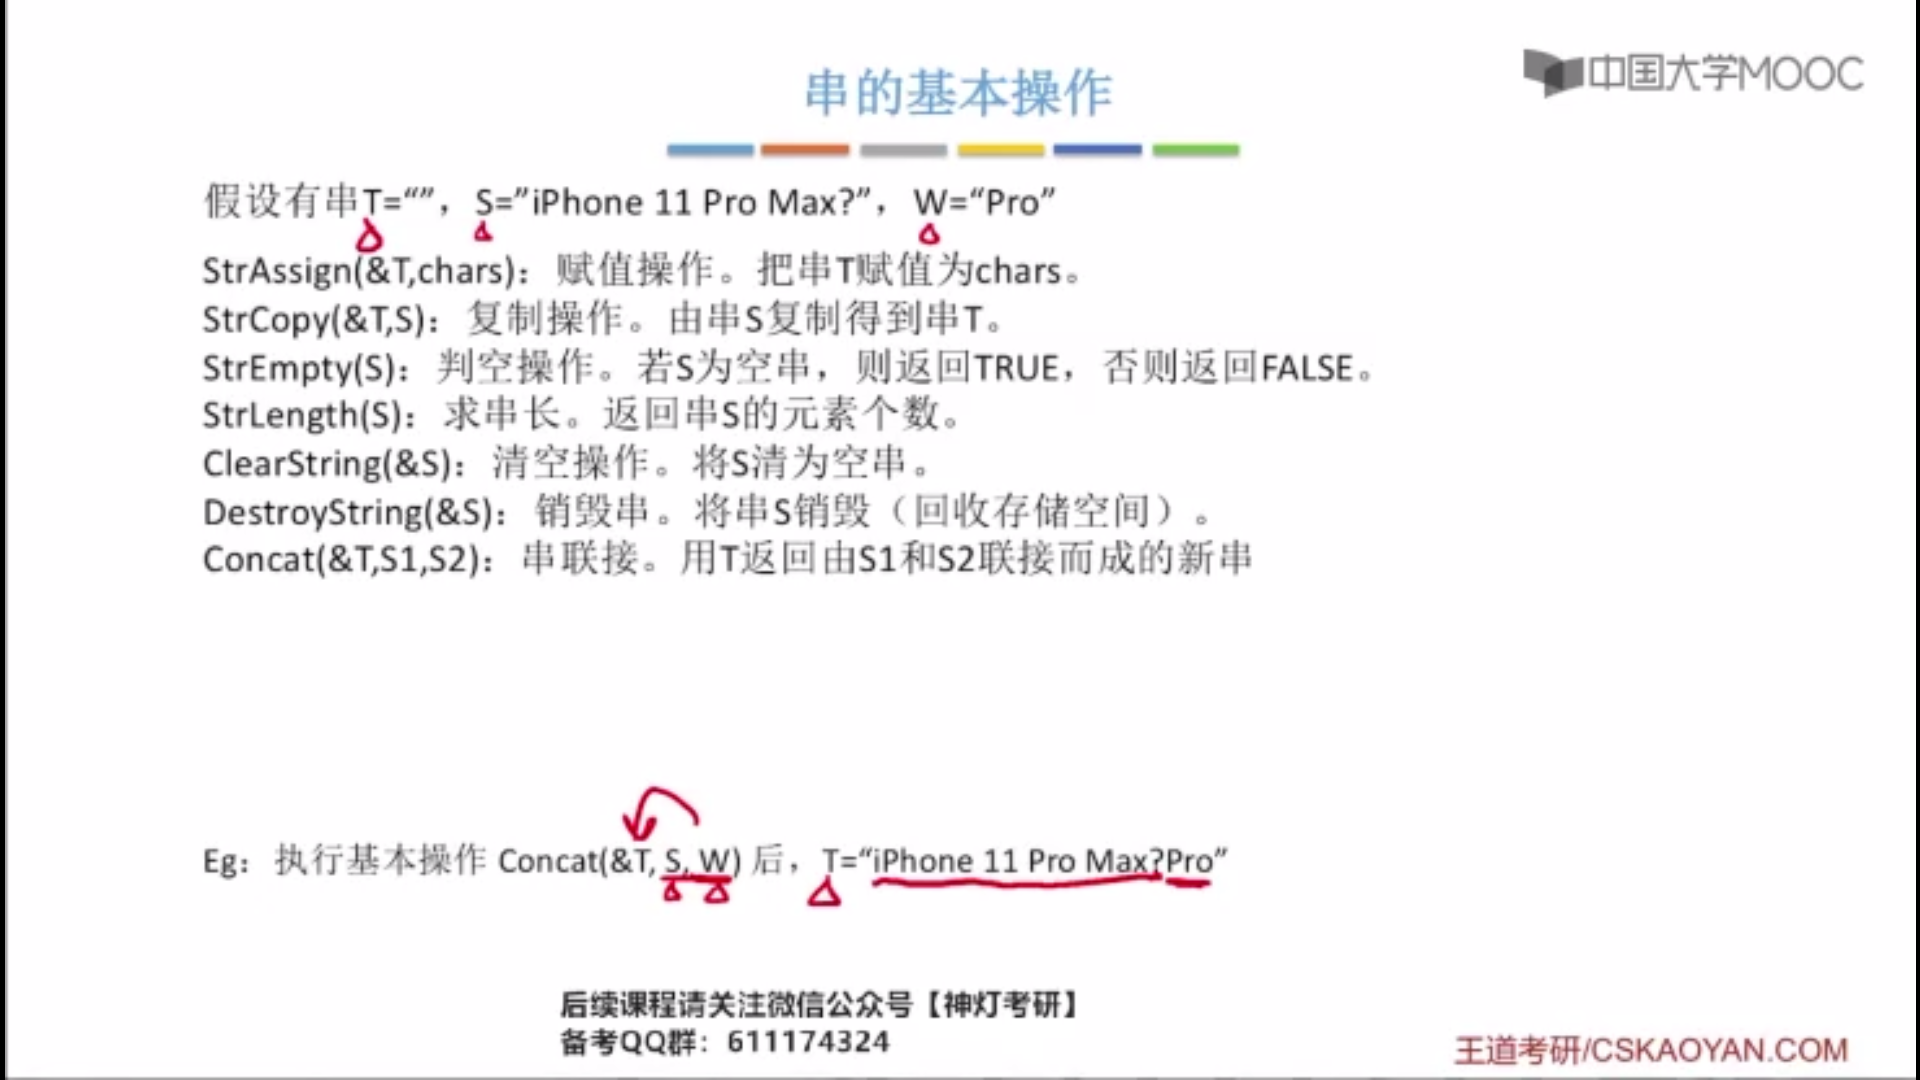 串的基本操作
中国大学MOOC
假设有串T=“”，S=”iPhone 11 Pro Max?”，W=“Pro”
StrAssign(&T,chars)：赋值操作。把串T赋值为chars。
StrCopy(&T,S)：复制操作。由串S复制得到串T。
StrEmpty(S)：判空操作。若S为空串，则返回TRUE，否则返回FALSE。
StrLength(S)：求串长。返回串S的元素个数。
ClearString(&S)：清空操作。将S清为空串。
DestroyString(&S)：销毁串。将串S销毁（回收存储空间）。
Concat(&T,S1,S2)：串联接。用T返回由S1和S2联接而成的新串
Eg：执行基本操作 Concat(&T, S, W) 后，T=“iPhone 11 Pro Max?Pro”
后续课程请关注微信公众号【神灯考研】
备考QQ群：611174324
王道考研/CSKAOYAN.COM